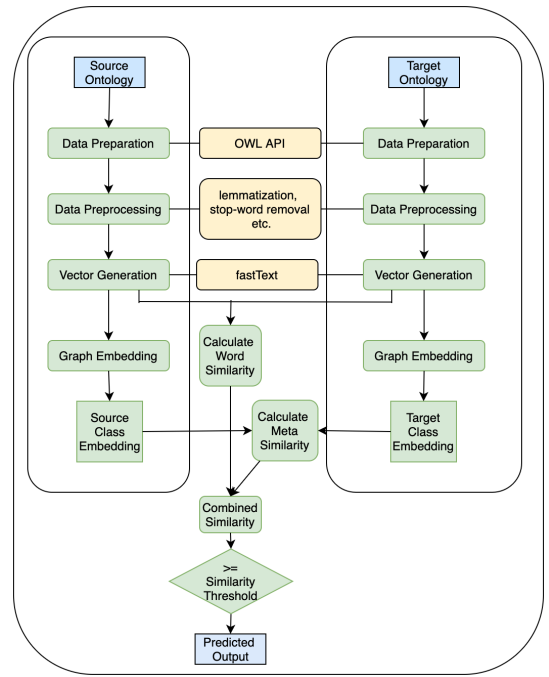 Source
Ontology
Target
Ontology
Data Preparation
OWL API
Data Preparation
Data Preprocessing
lemmatization,
stop-word removal
etc.
Data Preprocessing
Vector Generation
fastText
Vector Generation
Calculate
Word
Similarity
Graph Embedding
Graph Embedding
Source
Class
Embedding
Calculate
Meta
Similarity
Target
Class
Embedding
Combined
Similarity
>=
Similarity
Threshold
Predicted
Output